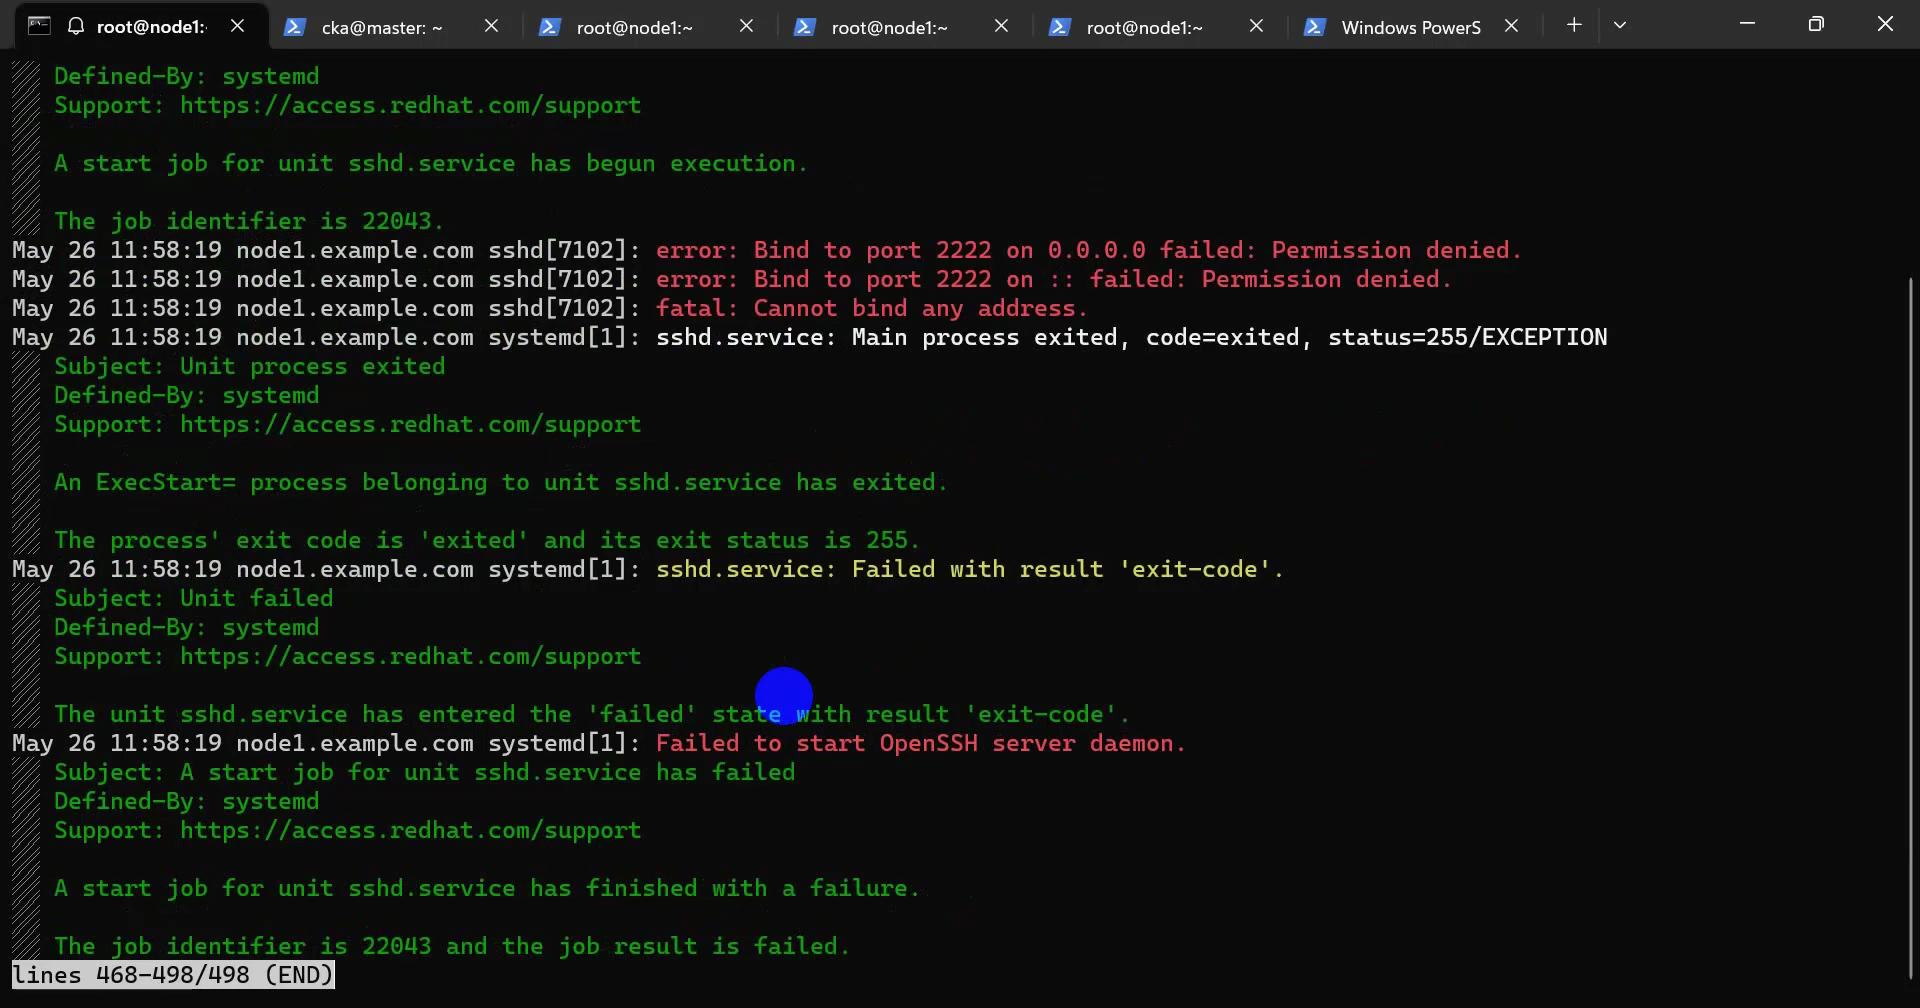 root@node1:
cka@master: ~
root@node1:~
root@node1:~
root@node1:~
Windows PowerS
Defined-By: systemd
Support: https://access.redhat.com/support
A start job for unit sshd.service has begun execution.
The job identifier is 22043.
May 26 11:58:19 node1.example.com sshd[7102]: error: Bind to port 2222 on 0.0.0.0 failed: Permission denied.
May 26 11:58:19 node1.example.com sshd[7102]: error: Bind to port 2222 on :: failed: Permission denied.
May 26 11:58:19 node1.example.com sshd[7102]: fatal: Cannot bind any address.
May 26 11:58:19 node1.example.com systemd[1]: sshd.service: Main process exited, code=exited, status=255/EXCEPTION
Subject: Unit process exited
Defined-By: systemd
Support: https://access.redhat.com/support
An ExecStart= process belonging to unit sshd.service has exited.
The process' exit code is 'exited' and its exit status is 255.
May 26 11:58:19 node1.example.com systemd[1]: sshd.service: Failed with result 'exit-code'.
Subject: Unit failed
Defined-By: systemd
Support: https://access.redhat.com/support
The unit sshd.service has entered the 'failed' state with result 'exit-code'.
May 26 11:58:19 node1.example.com systemd[1]: Failed to start OpenSSH server daemon.
Subject: A start job for unit sshd.service has failed
Defined-By: systemd
Support: https://access.redhat.com/support
A start job for unit sshd.service has finished with a failure.
The job identifier is 22043 and the job result is failed.
lines 468-498/498 (END)